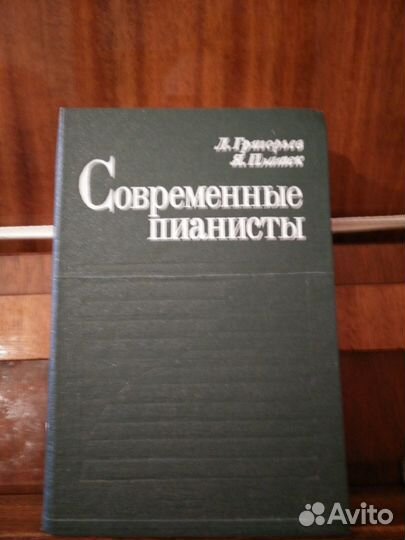 Л. Григорьев
Я. Платек
Современные
пианисты
Avito